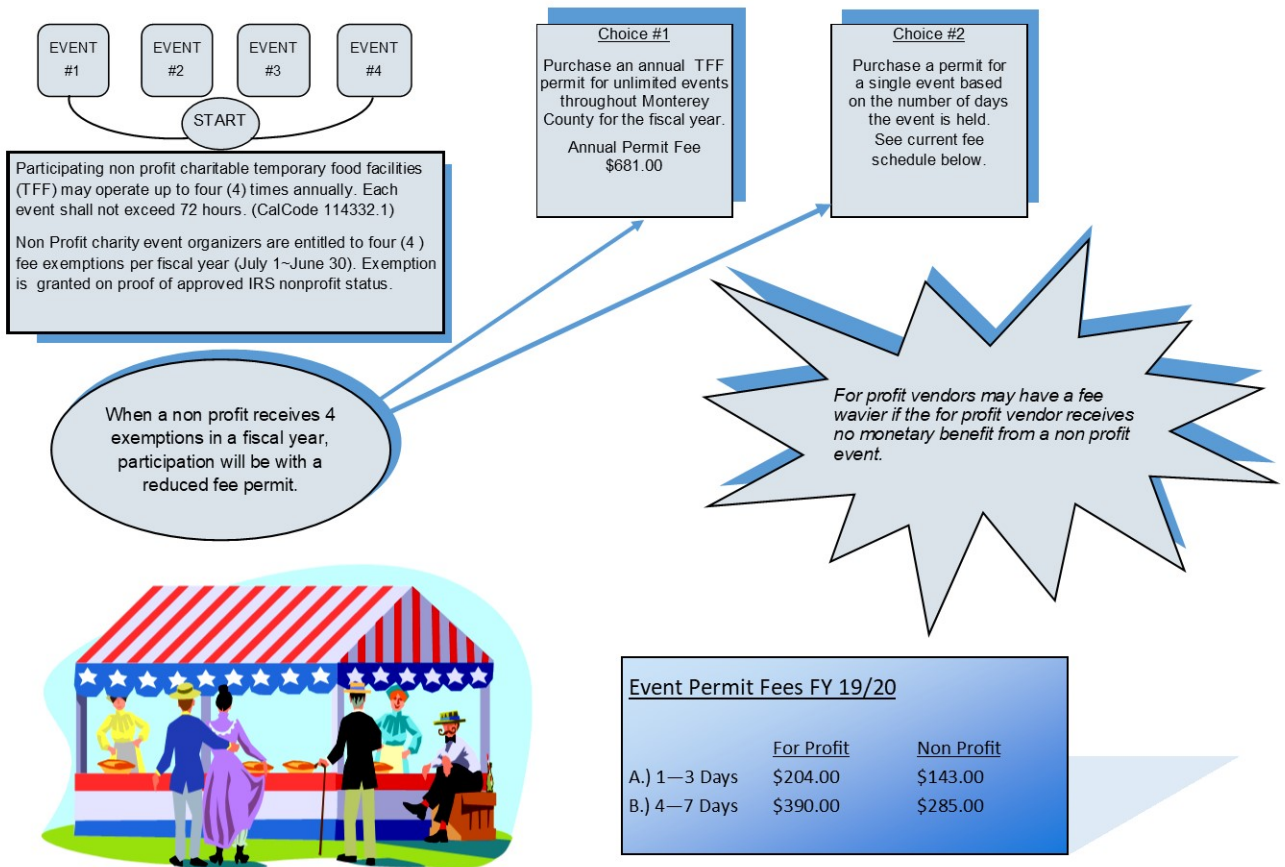 EVENT
#1
EVENT
#2
EVENT
#3
EVENT
#4
START
Participating non profit charitable temporary food facilities
(TFF) may operate up to four (4) times annually. Each
event shall not exceed 72 hours. (CalCode 114332.1)
Non Profit charity event organizers are entitled to four (4 )
fee exemptions per fiscal year (July 1~June 30). Exemption
is granted on proof of approved IRS nonprofit status.
Choice #1
Purchase an annual TFF
permit for unlimited events
throughout Monterey
County for the fiscal year.
Annual Permit Fee
$681.00
Choice #2
Purchase a permit for
a single event based
on the number of days
the event is held.
See current fee
schedule below.
When a non profit receives 4
exemptions in a fiscal year,
participation will be with a
reduced fee permit.
For profit vendors may have a fee
wavier if the for profit vendor receives
no monetary benefit from a non profit
event.
Event Permit Fees FY 19/20
For Profit Non Profit
A.) 1—3 Days $204.00 $143.00
B.) 4—7 Days $390.00 $285.00